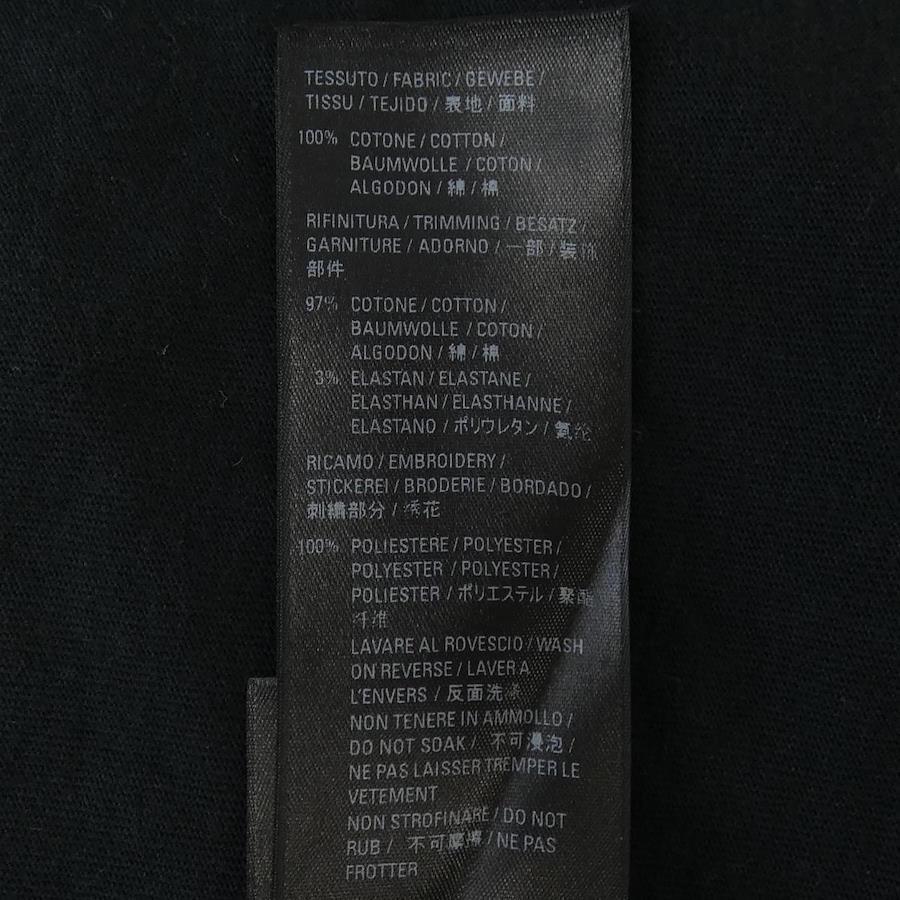 TESSUTO / FABRIC / GEWEBE /
TISSU / TEJIDO / 表地 / 面料
100% COTONE / COTTON /
BAUMWOLLE / COTON /
ALGODON / 綿 / 棉
RIFINITURA / TRIMMING / BESATZ /
GARNITURE / ADORNO / 一部 / 装饰
部件
97% COTONE / COTTON /
BAUMWOLLE / COTON /
ALGODON / 綿 / 棉
3% ELASTAN / ELASTANE /
ELASTHAN / ELASTHANNE /
ELASTANO / ポリウレタン / 氨纶
RICAMO / EMBROIDERY /
STICKEREI / BRODERIE / BORDADO /
刺繍部分 / 绣花
100% POLIESTERE / POLYESTER /
POLYESTER / POLYESTER /
POLIESTER / ポリエステル / 聚酯
纤维
LAVARE AL ROVESCIO / WASH
ON REVERSE / LAVER A
L'ENVERS / 反面洗涤
NON TENERE IN AMMOLLO /
DO NOT SOAK / 不可浸泡 /
NE PAS LAISSER TREMPER LE
VETEMENT
NON STROFINARE / DO NOT
RUB / 不可摩擦 / NE PAS
FROTTER